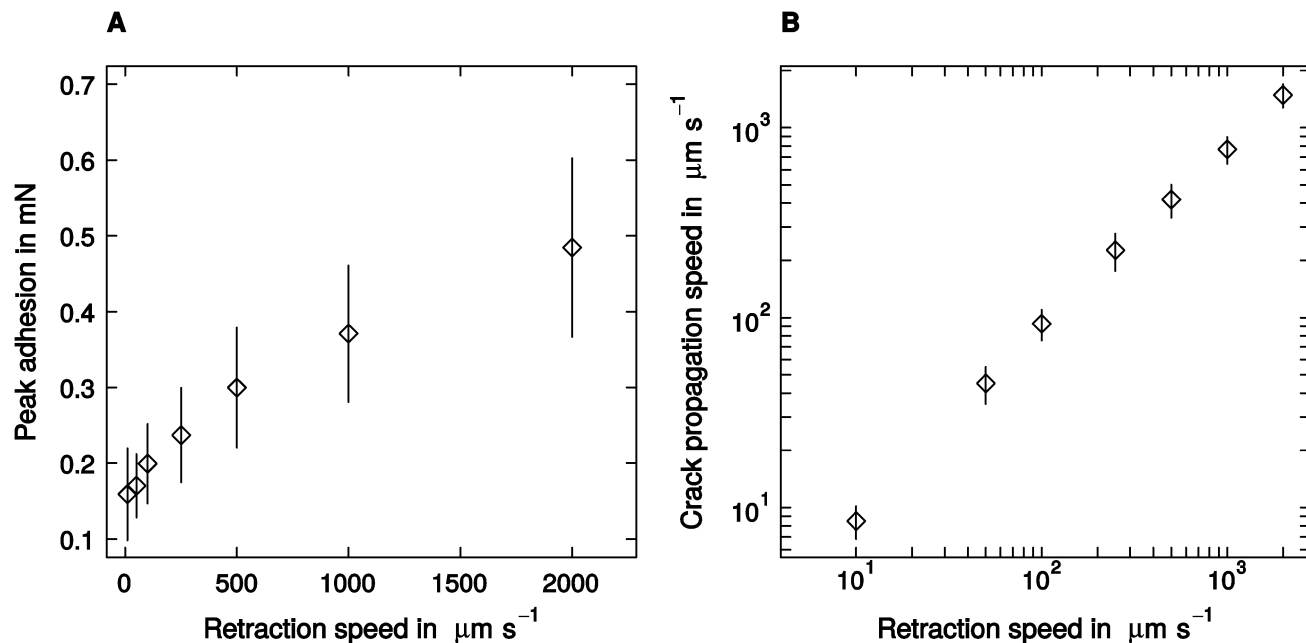 A
Peak adhesion in mN
0.7
0.6
0.5
0.4
0.3
0.2
0.1
0 500 1000 1500 2000
Retraction speed in μm s⁻¹
B
Crack propagation speed in μm s⁻¹
10³
10²
10¹
10¹ 10² 10³
Retraction speed in μm s⁻¹